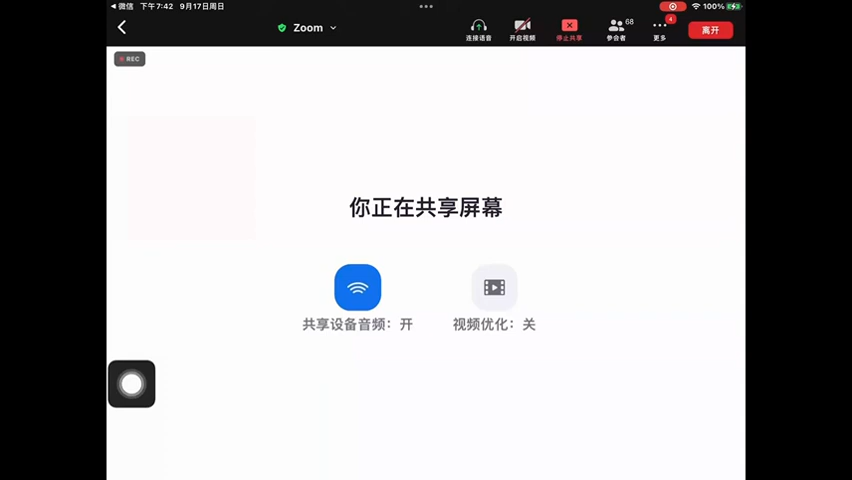 微信 下午7:42 9月17日周日 100%
Zoom
连接语音 开启视频 停止共享 68 参会者 4 更多 离开
REC
你正在共享屏幕
共享设备音频：开 视频优化：关